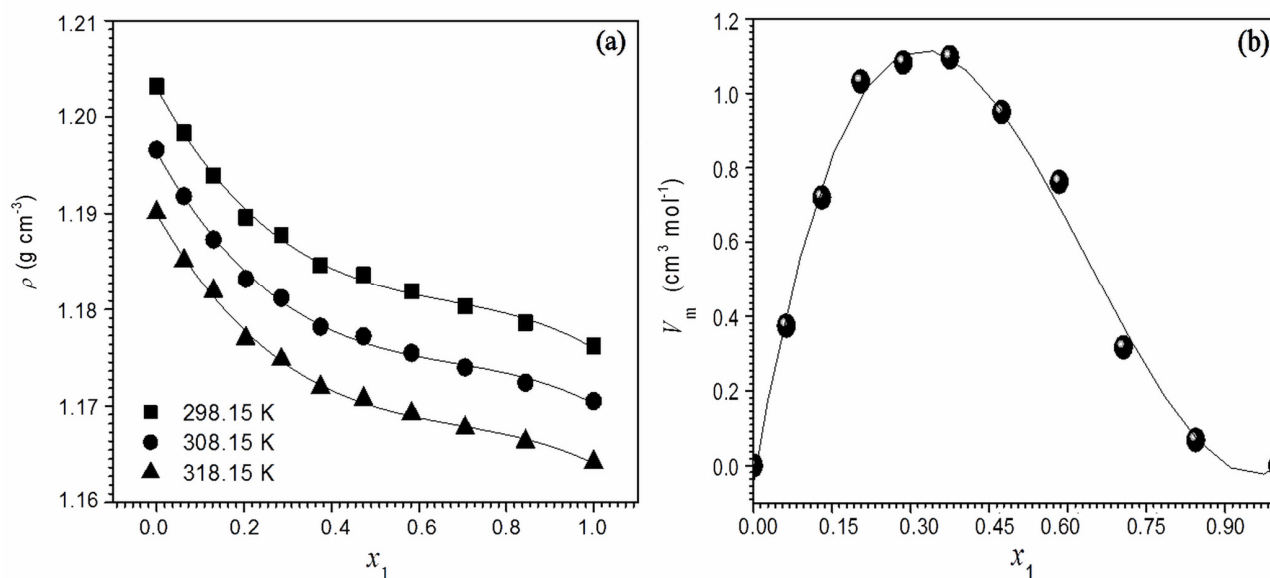 (a)
1.21
1.20
1.19
1.18
1.17
1.16
ρ (g cm⁻³)
298.15 K
308.15 K
318.15 K
0.0 0.2 0.4 0.6 0.8 1.0
x₁
(b)
1.2
1.0
0.8
0.6
0.4
0.2
0.0
Vₘ (cm³ mol⁻¹)
0.00 0.15 0.30 0.45 0.60 0.75 0.90
x₁